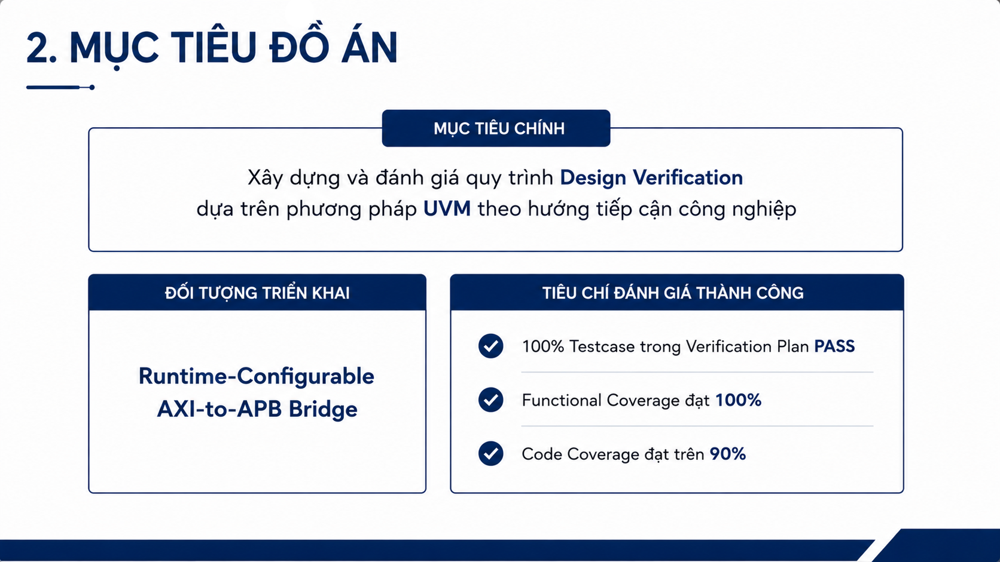 2. MỤC TIÊU ĐỒ ÁN
MỤC TIÊU CHÍNH
Xây dựng và đánh giá quy trình Design Verification
dựa trên phương pháp UVM theo hướng tiếp cận công nghiệp
ĐỐI TƯỢNG TRIỂN KHAI
Runtime-Configurable
AXI-to-APB Bridge
TIÊU CHÍ ĐÁNH GIÁ THÀNH CÔNG
100% Testcase trong Verification Plan PASS
Functional Coverage đạt 100%
Code Coverage đạt trên 90%